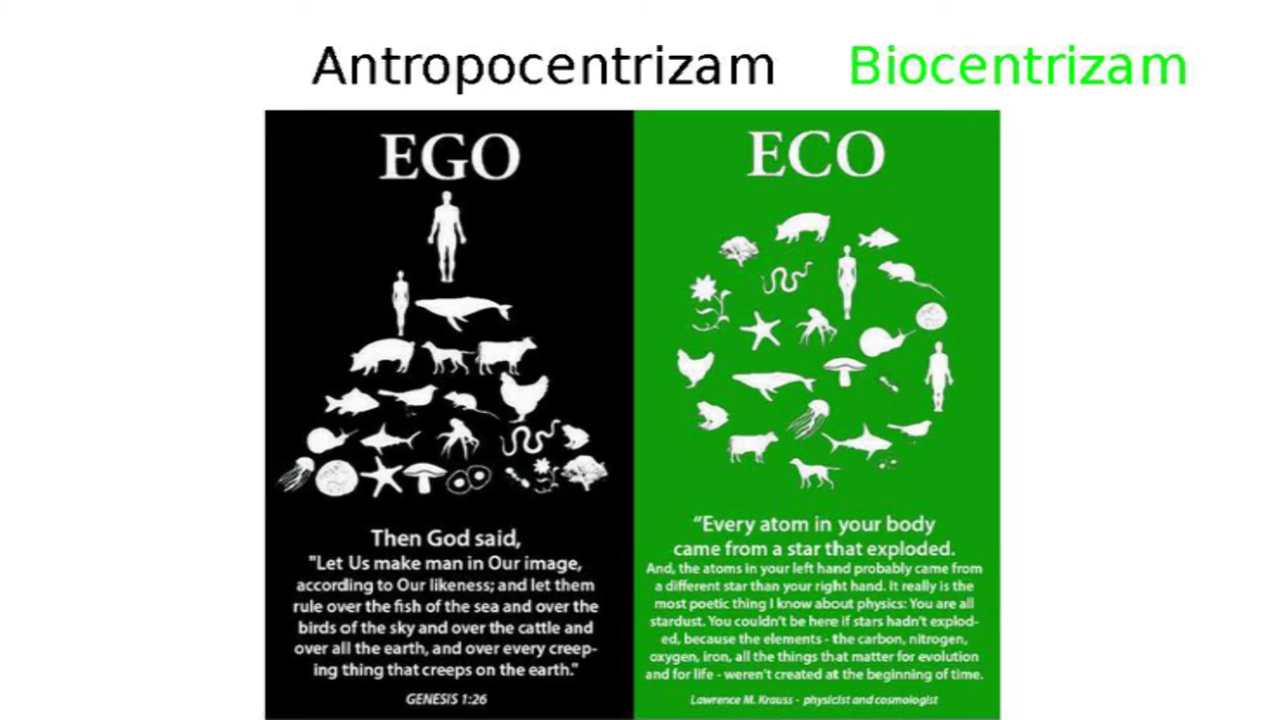 Antropocentrizam
Biocentrizam
EGO
Then God said,
"Let Us make man in Our image,
according to Our likeness; and let them
rule over the fish of the sea and over the
birds of the sky and over the cattle and
over all the earth, and over every creep-
ing thing that creeps on the earth."
GENESIS 1:26
ECO
“Every atom in your body
came from a star that exploded.
And, the atoms in your left hand probably came from
a different star than your right hand. It really is the
most poetic thing I know about physics: You are all
stardust. You couldn't be here if stars hadn't explod-
ed, because the elements - the carbon, nitrogen,
oxygen, iron, all the things that matter for evolution
and for life - weren't created at the beginning of time.
Lawrence M. Krauss - physicist and cosmologist